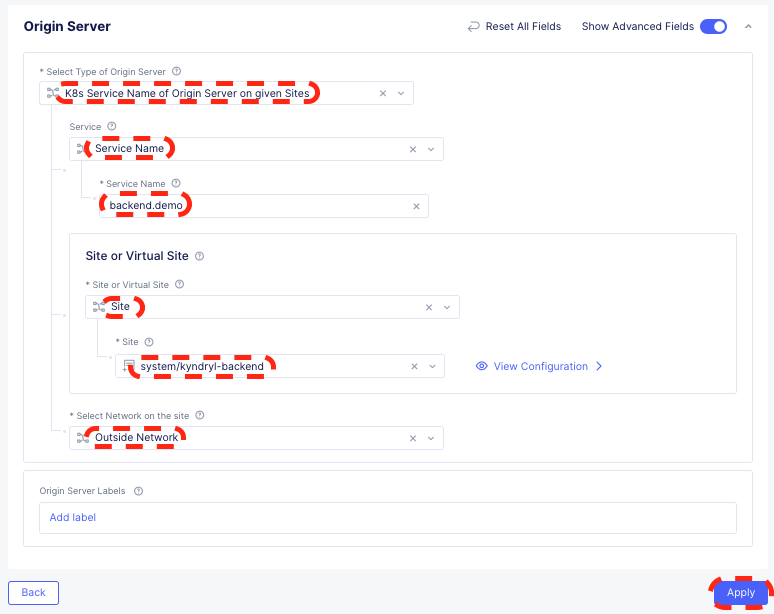 Origin Server
Reset All Fields
Show Advanced Fields
* Select Type of Origin Server
K8s Service Name of Origin Server on given Sites
Service
Service Name
* Service Name
backend.demo
Site or Virtual Site
* Site or Virtual Site
Site
* Site
system/kyndryl-backend
View Configuration
* Select Network on the site
Outside Network
Origin Server Labels
Add label
Back
Apply